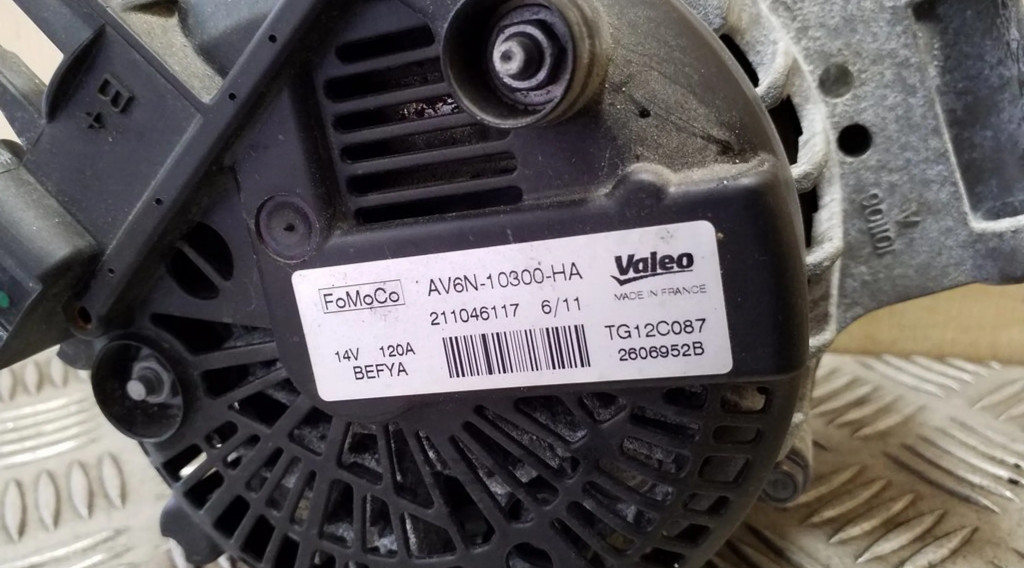 FoMoCo
AV6N-10300-HA
Valeo
MADE IN FRANCE
211046117 6/11
14V 120A
BEFYA
TG12C087
2606952B
B+